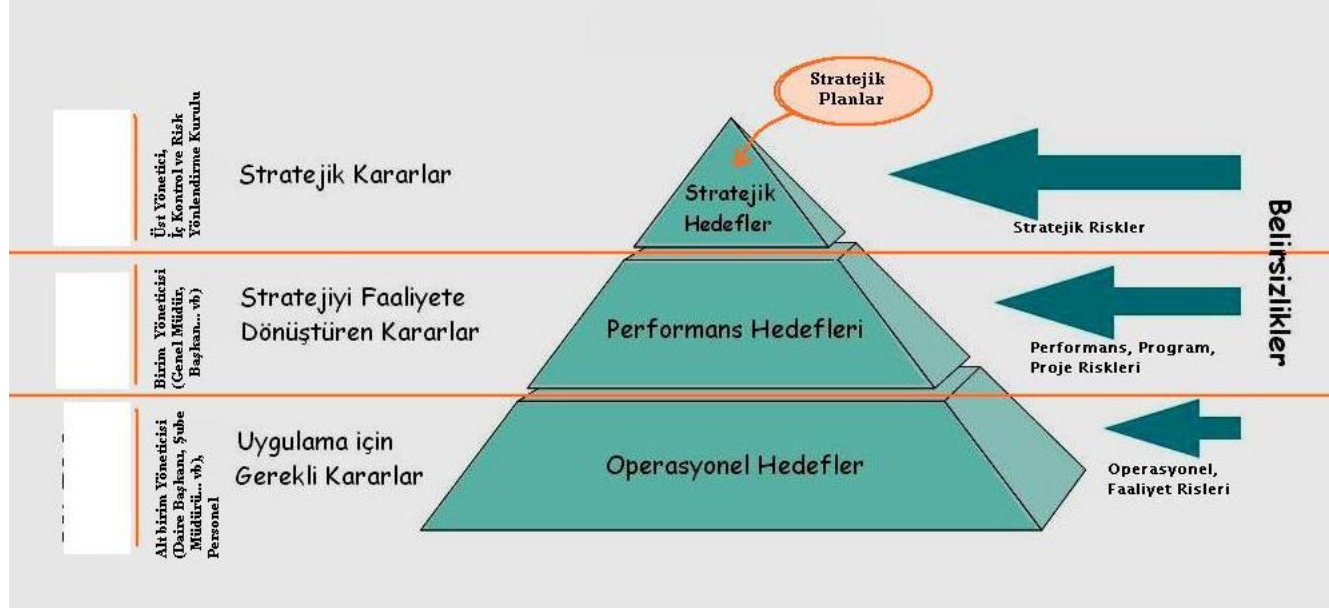 Stratejik
Planlar
Üst Yönetici,
İç Kontrol ve Risk
Yönlendirme Kurulu
Stratejik Kararlar
Stratejik
Hedefler
Stratejik Riskler
Belirsizlikler
Birim Yöneticisi
(Genel Müdür,
Başkan... vb)
Stratejiyi Faaliyete
Dönüştüren Kararlar
Performans Hedefleri
Performans, Program,
Proje Riskleri
Alt birim Yöneticisi
(Daire Başkanı, Şube
Müdürü... vb),
Personel
Uygulama için
Gerekli Kararlar
Operasyonel Hedefler
Operasyonel,
Faaliyet Risleri